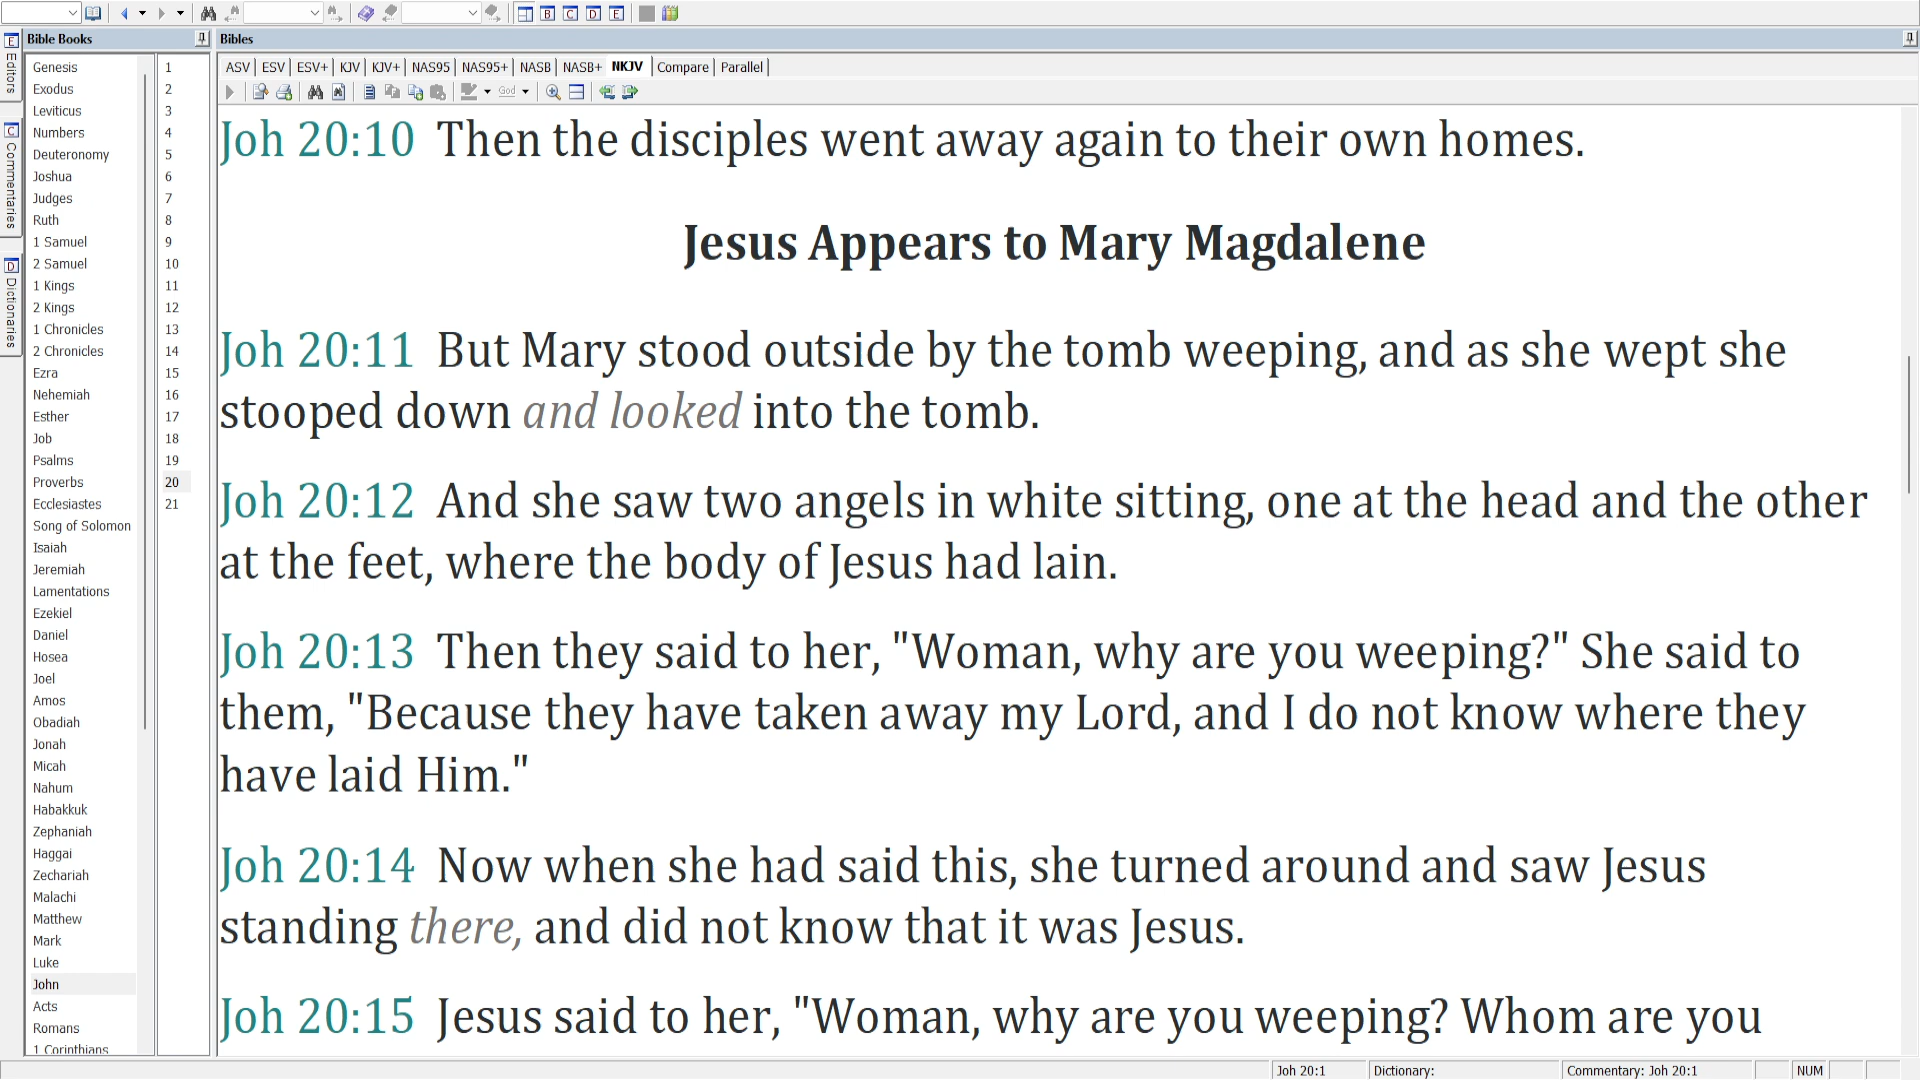 Bible Books
Bibles
Editors
Commentaries
Dictionaries
B C D E
E
C
D
Genesis
Exodus
Leviticus
Numbers
Deuteronomy
Joshua
Judges
Ruth
1 Samuel
2 Samuel
1 Kings
2 Kings
1 Chronicles
2 Chronicles
Ezra
Nehemiah
Esther
Job
Psalms
Proverbs
Ecclesiastes
Song of Solomon
Isaiah
Jeremiah
Lamentations
Ezekiel
Daniel
Hosea
Joel
Amos
Obadiah
Jonah
Micah
Nahum
Habakkuk
Zephaniah
Haggai
Zechariah
Malachi
Matthew
Mark
Luke
John
Acts
Romans
1 Corinthians
1
2
3
4
5
6
7
8
9
10
11
12
13
14
15
16
17
18
19
20
21
ASV ESV ESV+ KJV KJV+ NAS95 NAS95+ NASB NASB+ NKJV Compare Parallel
God
Joh 20:10 Then the disciples went away again to their own homes.
Jesus Appears to Mary Magdalene
Joh 20:11 But Mary stood outside by the tomb weeping, and as she wept she
stooped down and looked into the tomb.
Joh 20:12 And she saw two angels in white sitting, one at the head and the other
at the feet, where the body of Jesus had lain.
Joh 20:13 Then they said to her, "Woman, why are you weeping?" She said to
them, "Because they have taken away my Lord, and I do not know where they
have laid Him."
Joh 20:14 Now when she had said this, she turned around and saw Jesus
standing there, and did not know that it was Jesus.
Joh 20:15 Jesus said to her, "Woman, why are you weeping? Whom are you
Joh 20:1 Dictionary: Commentary: Joh 20:1 NUM